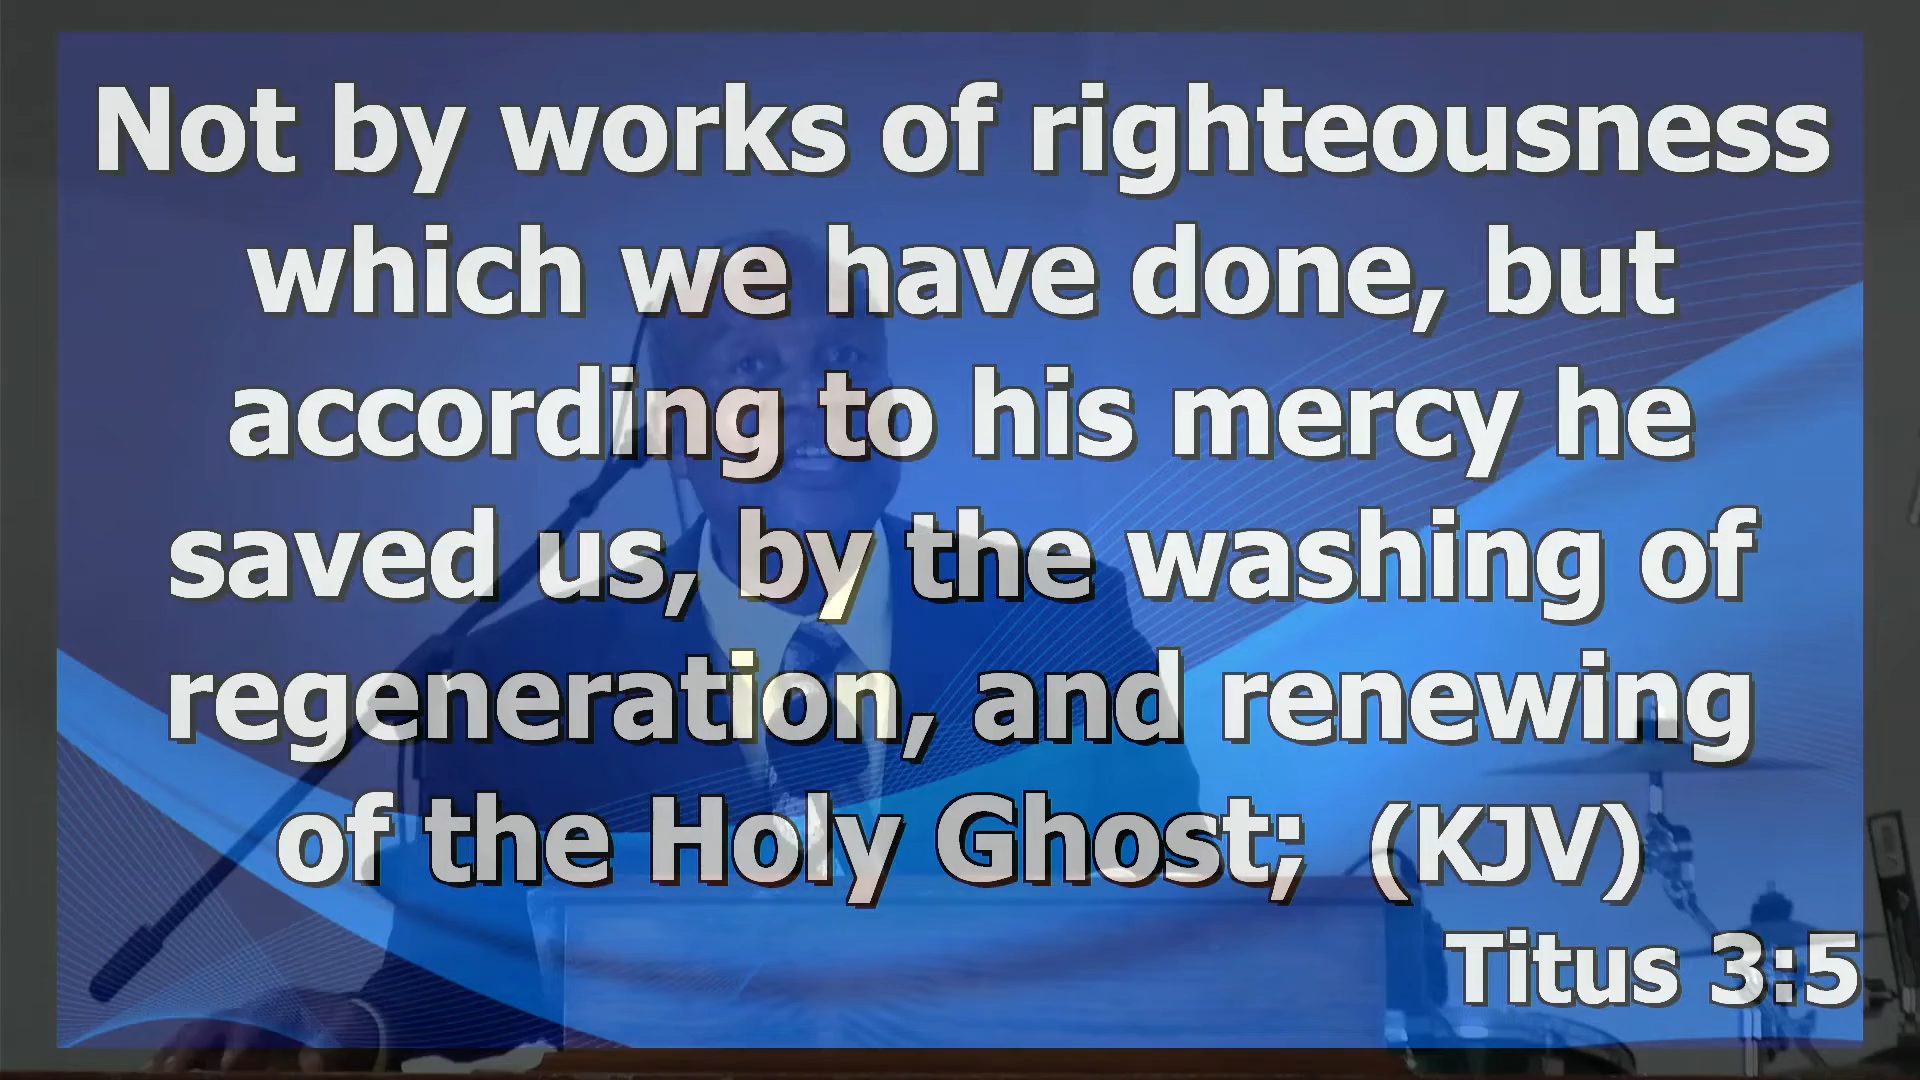 Not by works of righteousness
which we have done, but
according to his mercy he
saved us, by the washing of
regeneration, and renewing
of the Holy Ghost; (KJV)
Titus 3:5